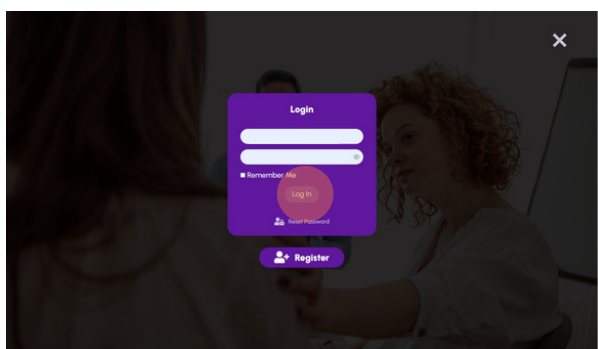 Login
Remember Me
Log In
Reset Password
Register